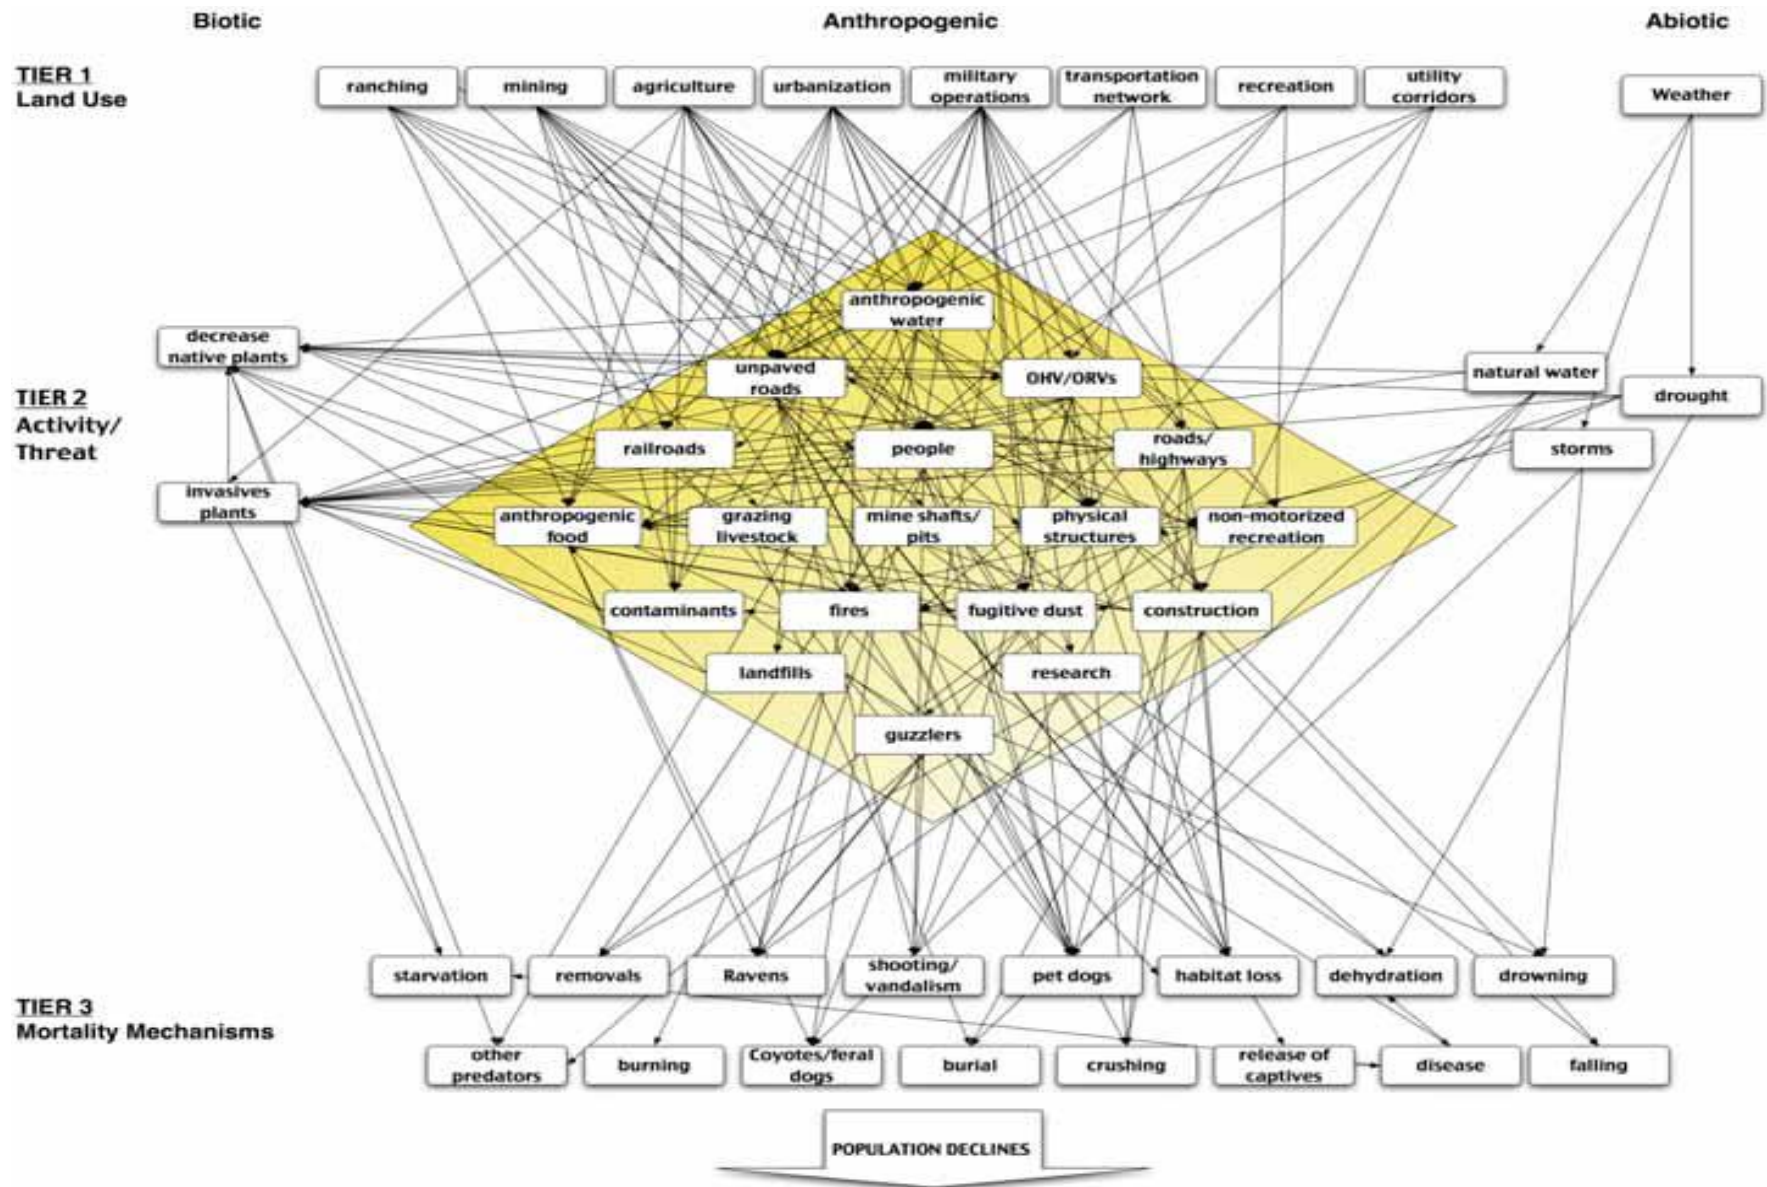 Biotic
Anthropogenic
Abiotic
TIER 1
Land Use
ranching
mining
agriculture
urbanization
military
operations
transportation
network
recreation
utility
corridors
Weather
anthropogenic
water
decrease
native plants
unpaved
roads
OHV/ORVs
natural water
drought
TIER 2
Activity/
Threat
railroads
people
roads/
highways
storms
invasives
plants
anthropogenic
food
grazing
livestock
mine shafts/
pits
physical
structures
non-motorized
recreation
contaminants
fires
fugitive dust
construction
landfills
research
guzzlers
TIER 3
Mortality Mechanisms
starvation
removals
Ravens
shooting/
vandalism
pet dogs
habitat loss
dehydration
drowning
other
predators
burning
Coyotes/feral
dogs
burial
crushing
release of
captives
disease
falling
POPULATION DECLINES